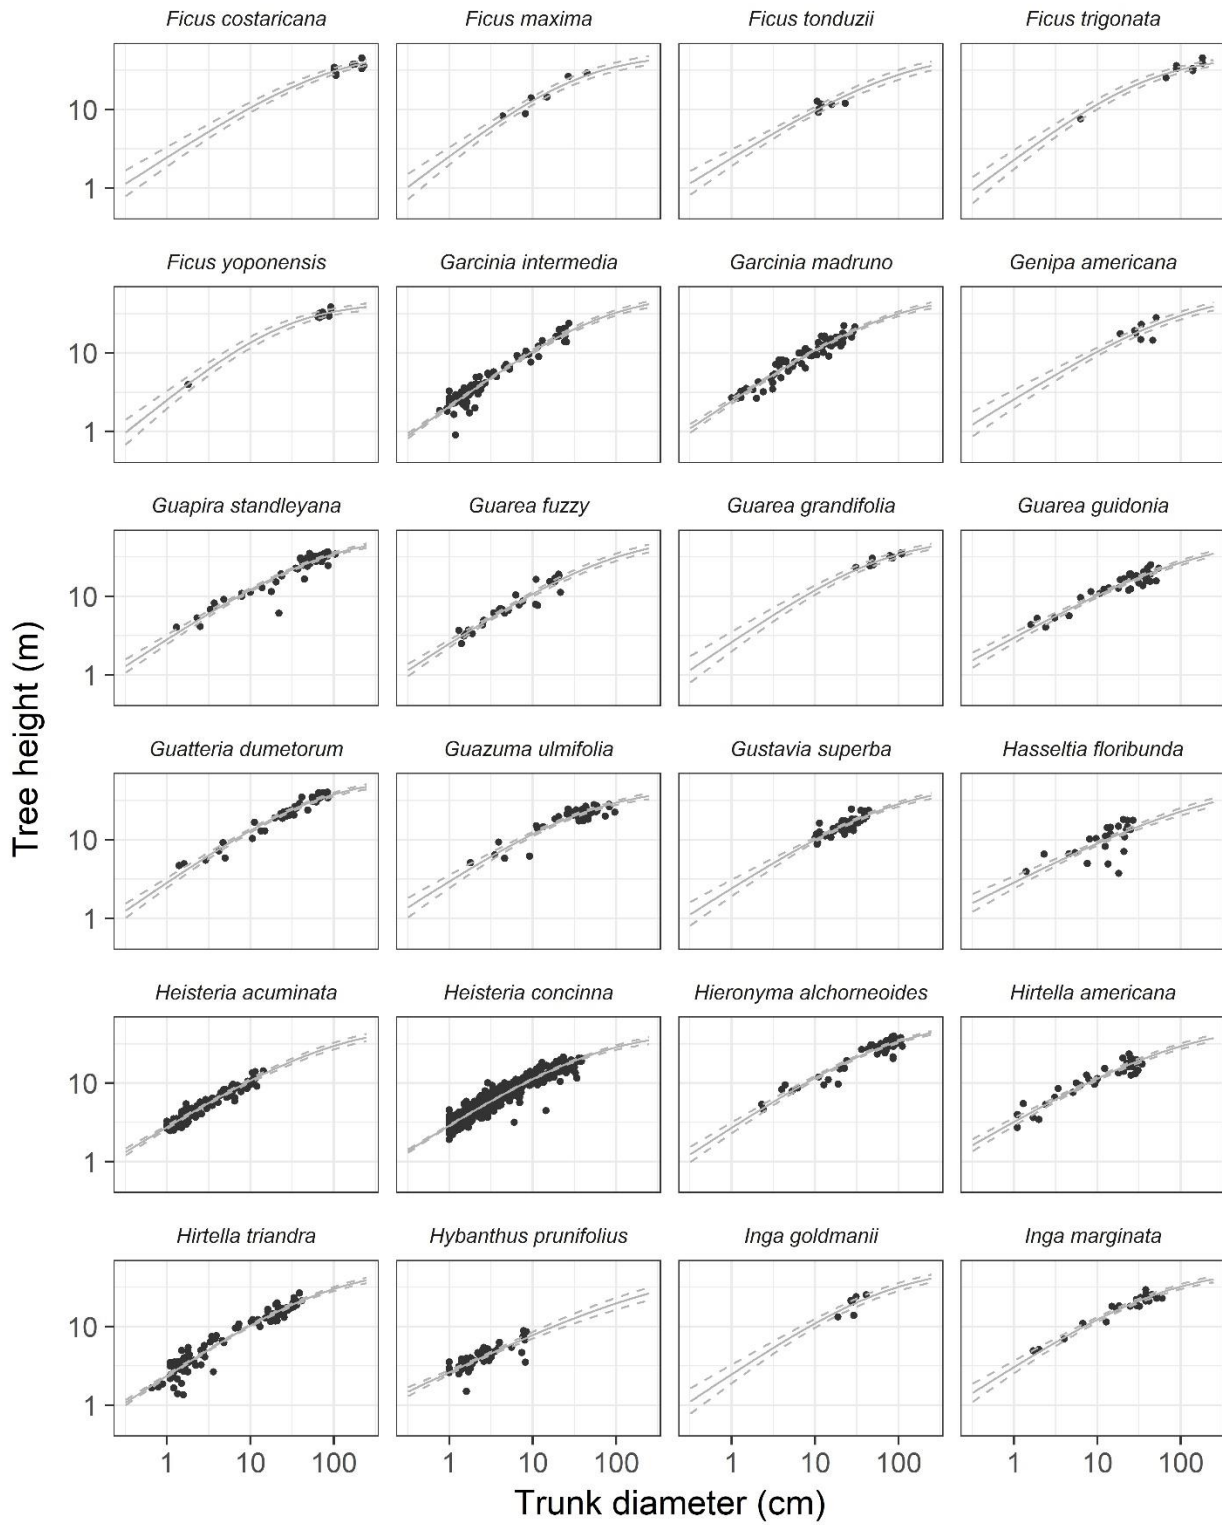 Ficus costaricana
Ficus maxima
Ficus tonduzii
Ficus trigonata
10
1
Ficus yoponensis
Garcinia intermedia
Garcinia madruno
Genipa americana
10
1
Guapira standleyana
Guarea fuzzy
Guarea grandifolia
Guarea guidonia
10
1
Guatteria dumetorum
Guazuma ulmifolia
Gustavia superba
Hasseltia floribunda
10
1
Heisteria acuminata
Heisteria concinna
Hieronyma alchorneoides
Hirtella americana
10
1
Hirtella triandra
Hybanthus prunifolius
Inga goldmanii
Inga marginata
10
1
1 10 100
1 10 100
1 10 100
1 10 100
Trunk diameter (cm)
Tree height (m)